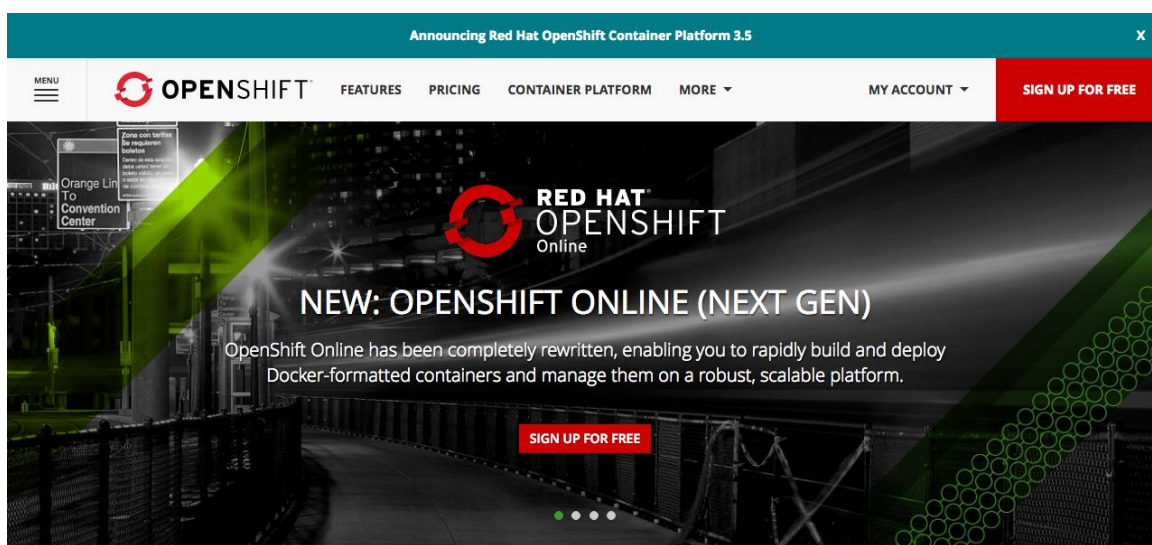 Announcing Red Hat OpenShift Container Platform 3.5
X
MENU
OPENSHIFT
FEATURES
PRICING
CONTAINER PLATFORM
MORE
MY ACCOUNT
SIGN UP FOR FREE
Zona con tarifas
Se requieren
boletos
Orange Lin
To
Convention
Center
RED HAT
OPENSHIFT
Online
NEW: OPENSHIFT ONLINE (NEXT GEN)
OpenShift Online has been completely rewritten, enabling you to rapidly build and deploy
Docker-formatted containers and manage them on a robust, scalable platform.
SIGN UP FOR FREE